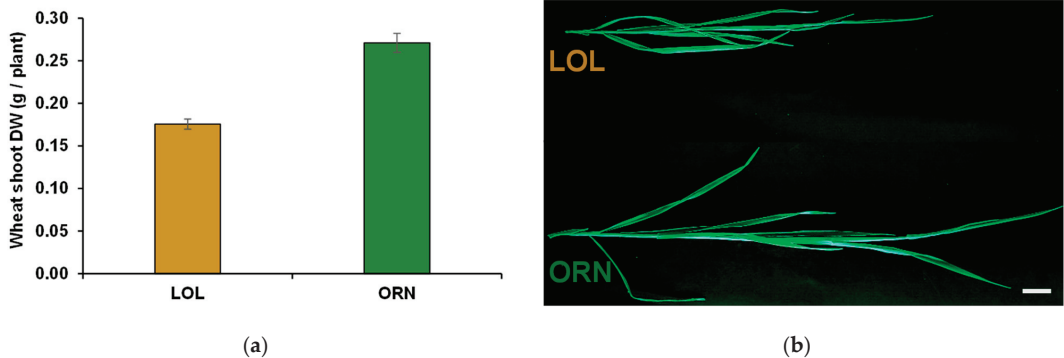 Wheat shoot DW (g / plant)
0.30
0.25
0.20
0.15
0.10
0.05
0.00
LOL
ORN
(a)
LOL
ORN
(b)